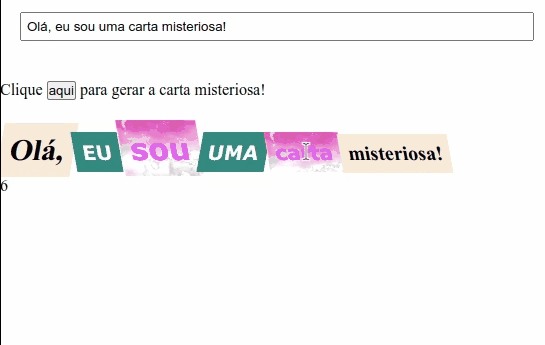 Olá, eu sou uma carta misteriosa!
Clique aqui para gerar a carta misteriosa!
Olá, EU sou UMA carta misteriosa!
6